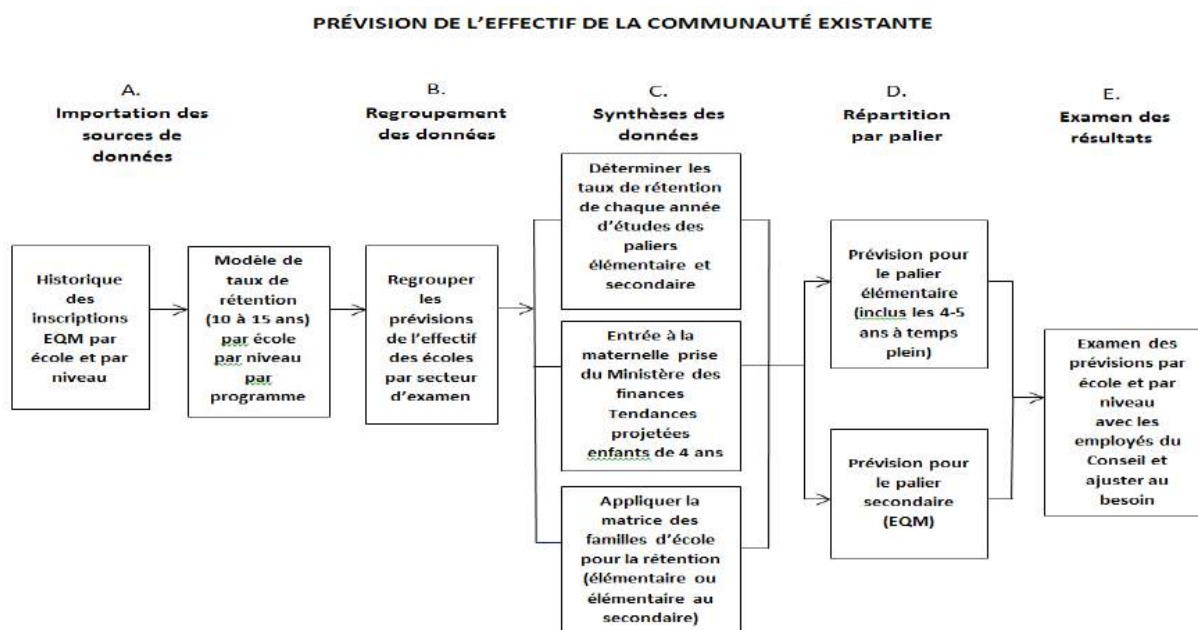 PRÉVISION DE L'EFFECTIF DE LA COMMUNAUTÉ EXISTANTE
A.
Importation des
sources de
données
B.
Regroupement
des données
C.
Synthèses des
données
D.
Répartition
par palier
E.
Examen des
résultats
Historique
des
inscriptions
EQM par
école et par
niveau
Modèle de
taux de
rétention
(10 à 15 ans)
par école
par niveau
par
programme
Regrouper
les
prévisions
de l'effectif
des écoles
par secteur
d'examen
Déterminer les
taux de rétention
de chaque année
d'études des
paliers
élémentaire et
secondaire
Entrée à la
maternelle prise
du Ministère des
finances
Tendances
projetées
enfants de 4 ans
Appliquer la
matrice des
familles d'école
pour la rétention
(élémentaire ou
élémentaire au
secondaire)
Prévision pour
le palier
élémentaire
(inclus les 4-5
ans à temps
plein)
Prévision pour
le palier
secondaire
(EQM)
Examen des
prévisions par
école et par
niveau
avec les
employés du
Conseil et
ajuster au
besoin